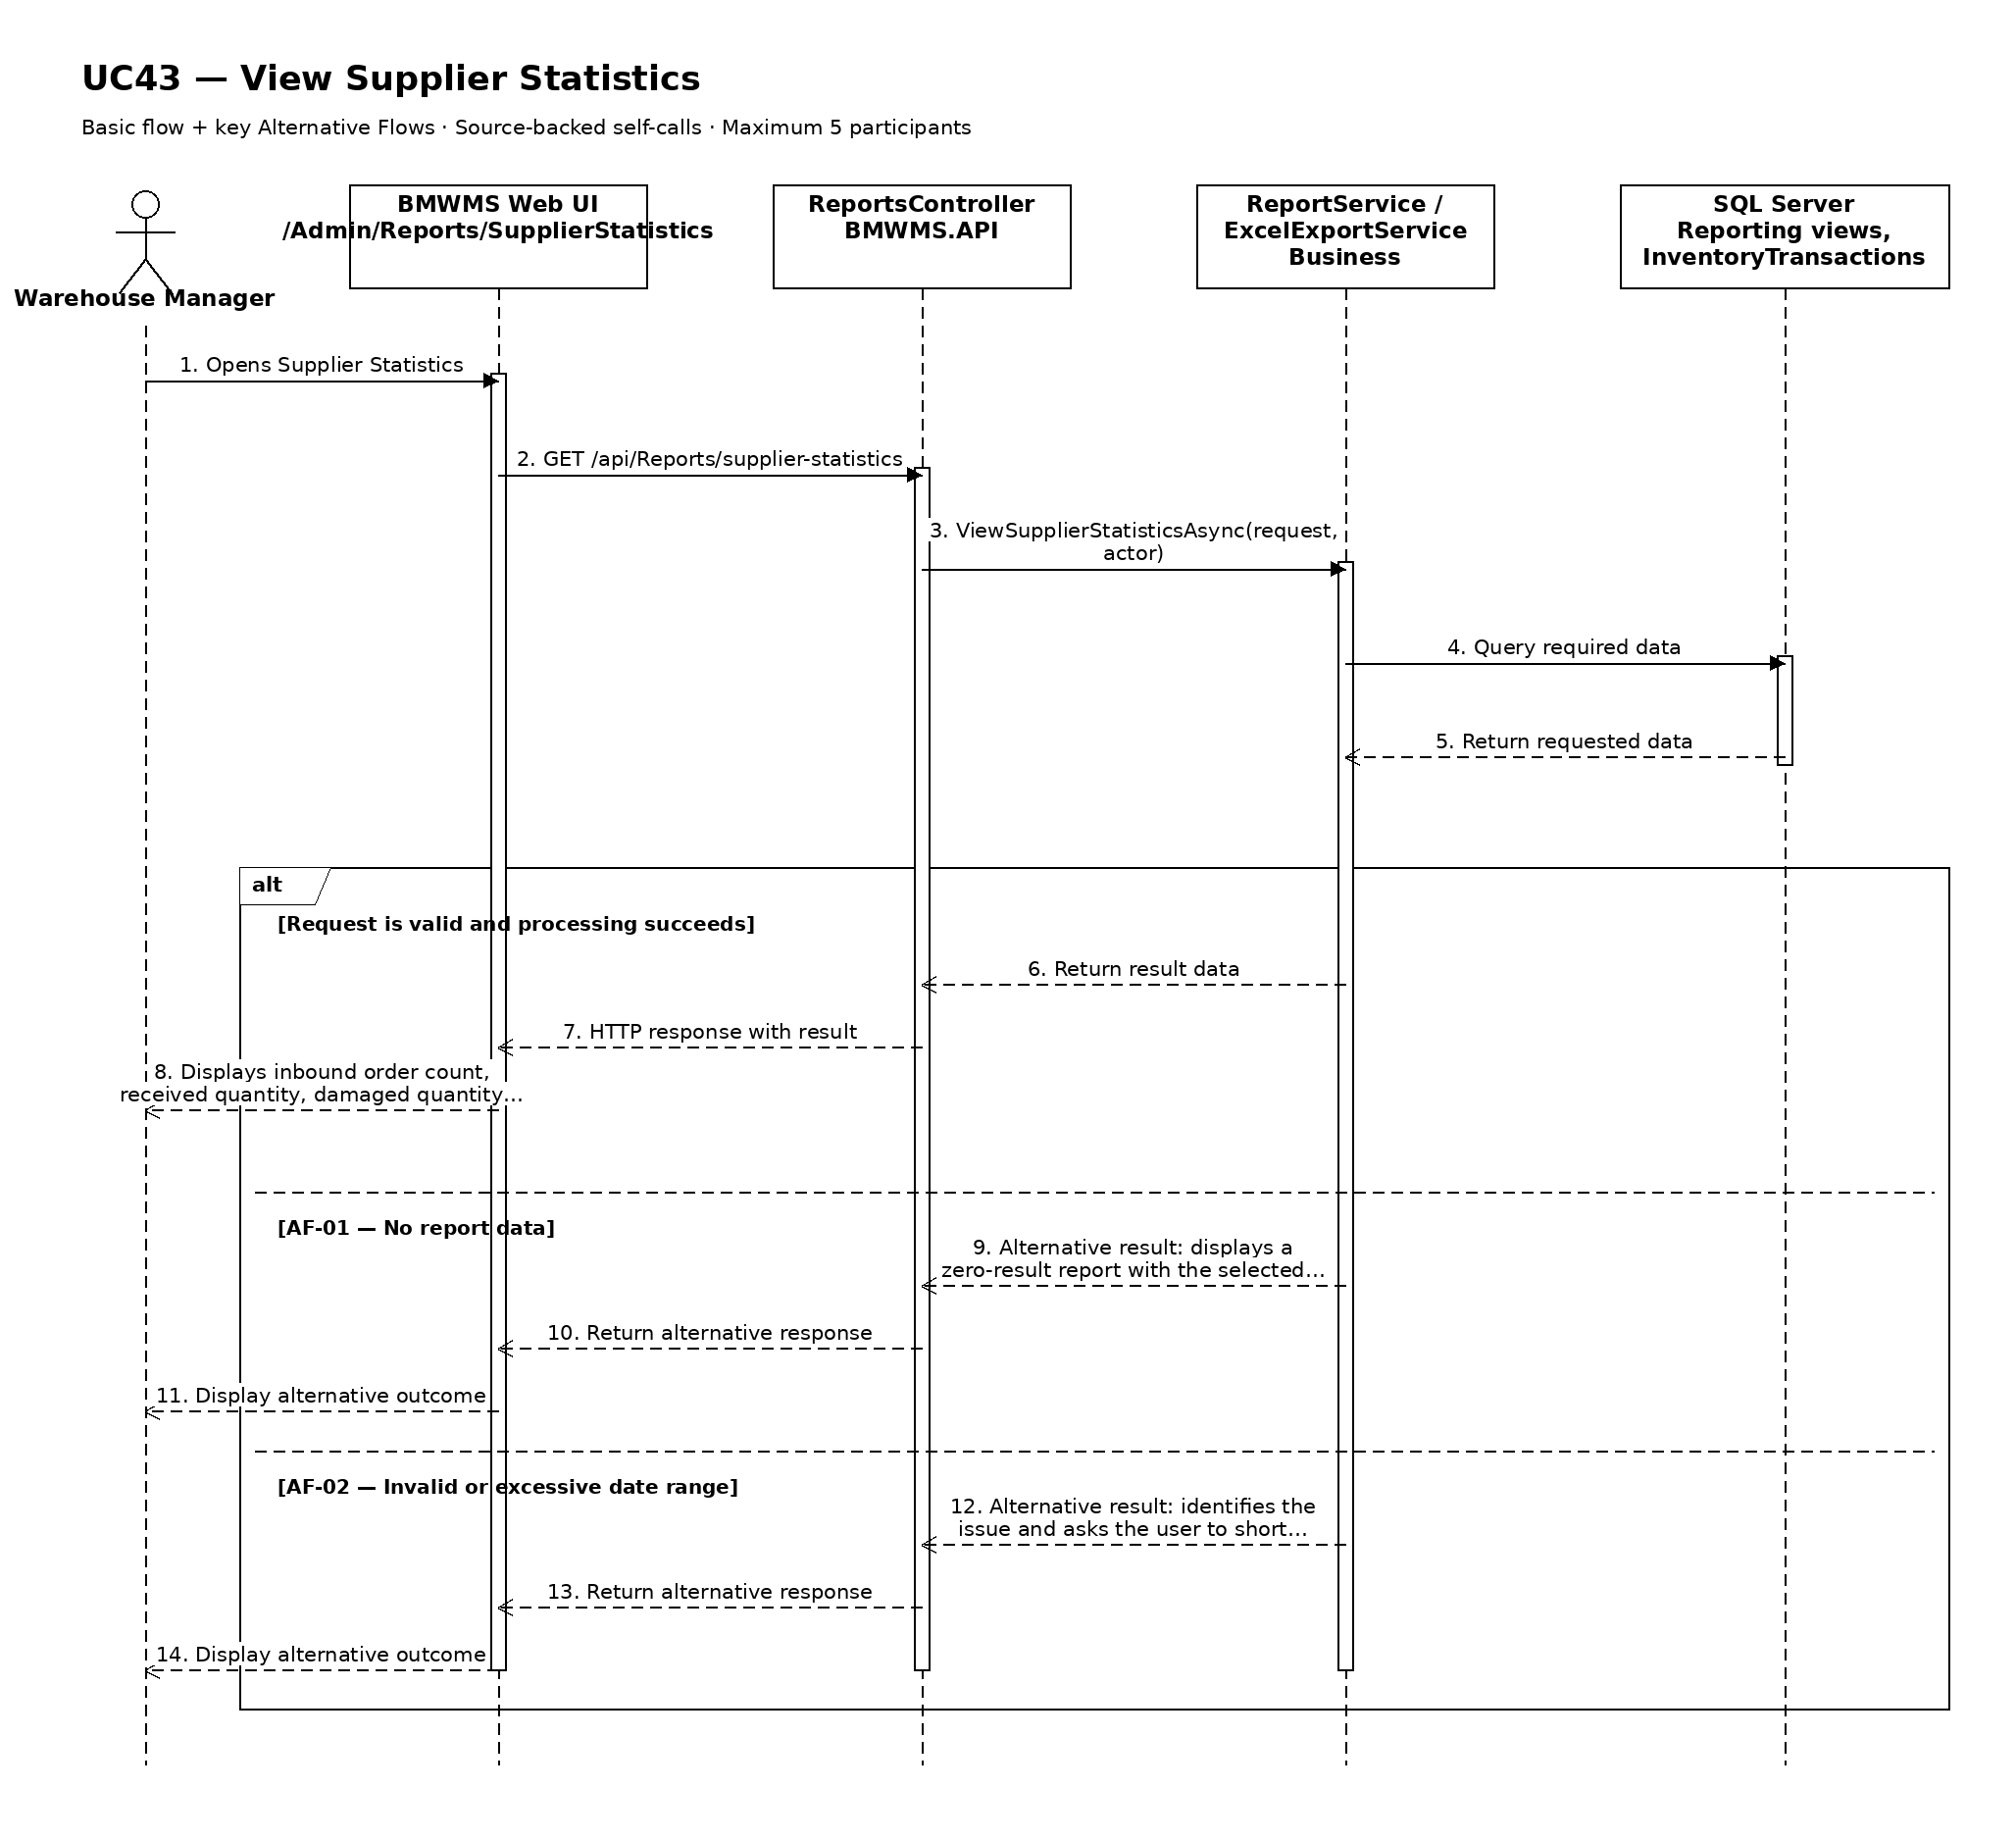 UC43 — View Supplier Statistics
Basic flow + key Alternative Flows · Source-backed self-calls · Maximum 5 participants
Warehouse Manager
BMWMS Web UI
/Admin/Reports/SupplierStatistics
ReportsController
BMWMS.API
ReportService /
ExcelExportService
Business
SQL Server
Reporting views,
InventoryTransactions
1. Opens Supplier Statistics
2. GET /api/Reports/supplier-statistics
3. ViewSupplierStatisticsAsync(request,
actor)
4. Query required data
5. Return requested data
alt
[Request is valid and processing succeeds]
6. Return result data
7. HTTP response with result
8. Displays inbound order count,
received quantity, damaged quantity...
[AF-01 — No report data]
9. Alternative result: displays a
zero-result report with the selected...
10. Return alternative response
11. Display alternative outcome
[AF-02 — Invalid or excessive date range]
12. Alternative result: identifies the
issue and asks the user to short...
13. Return alternative response
14. Display alternative outcome